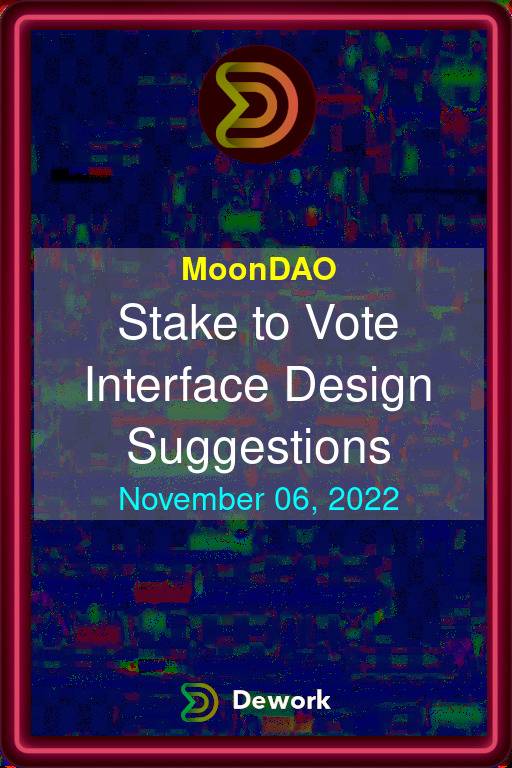 MoonDAO
Stake to Vote
Interface Design
Suggestions
November 06, 2022
Dework